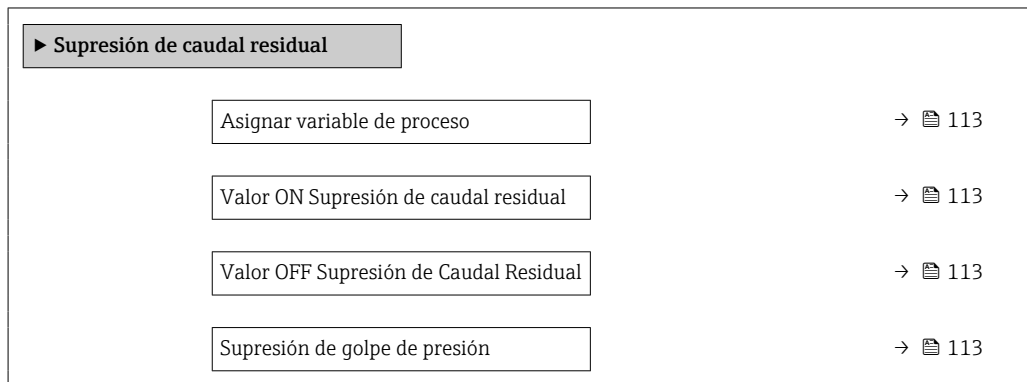 ► Supresión de caudal residual
Asignar variable de proceso → 113
Valor ON Supresión de caudal residual → 113
Valor OFF Supresión de Caudal Residual → 113
Supresión de golpe de presión → 113